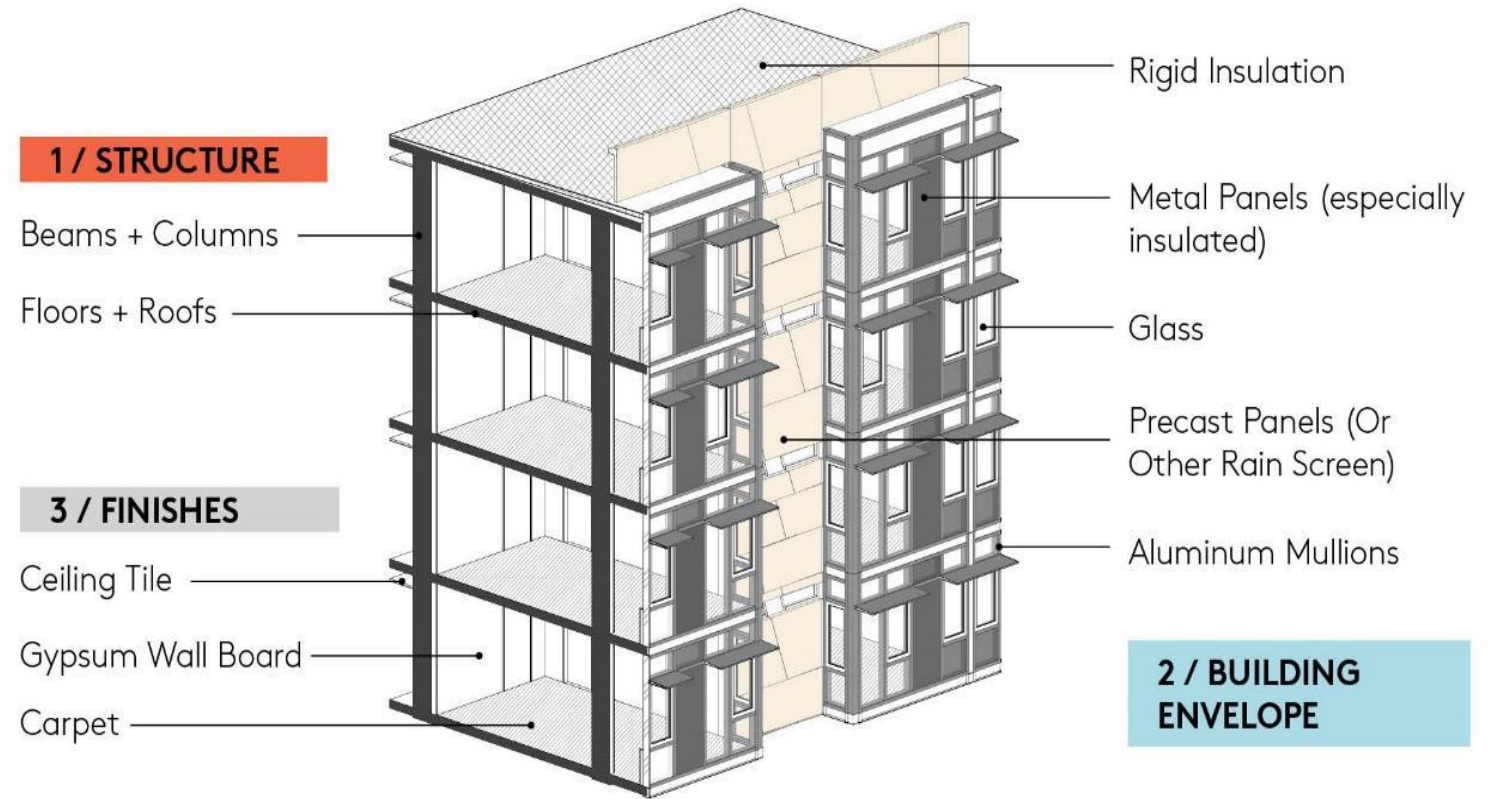 1 / STRUCTURE
Beams + Columns
Floors + Roofs
3 / FINISHES
Ceiling Tile
Gypsum Wall Board
Carpet
Rigid Insulation
Metal Panels (especially
insulated)
Glass
Precast Panels (Or
Other Rain Screen)
Aluminum Mullions
2 / BUILDING
ENVELOPE